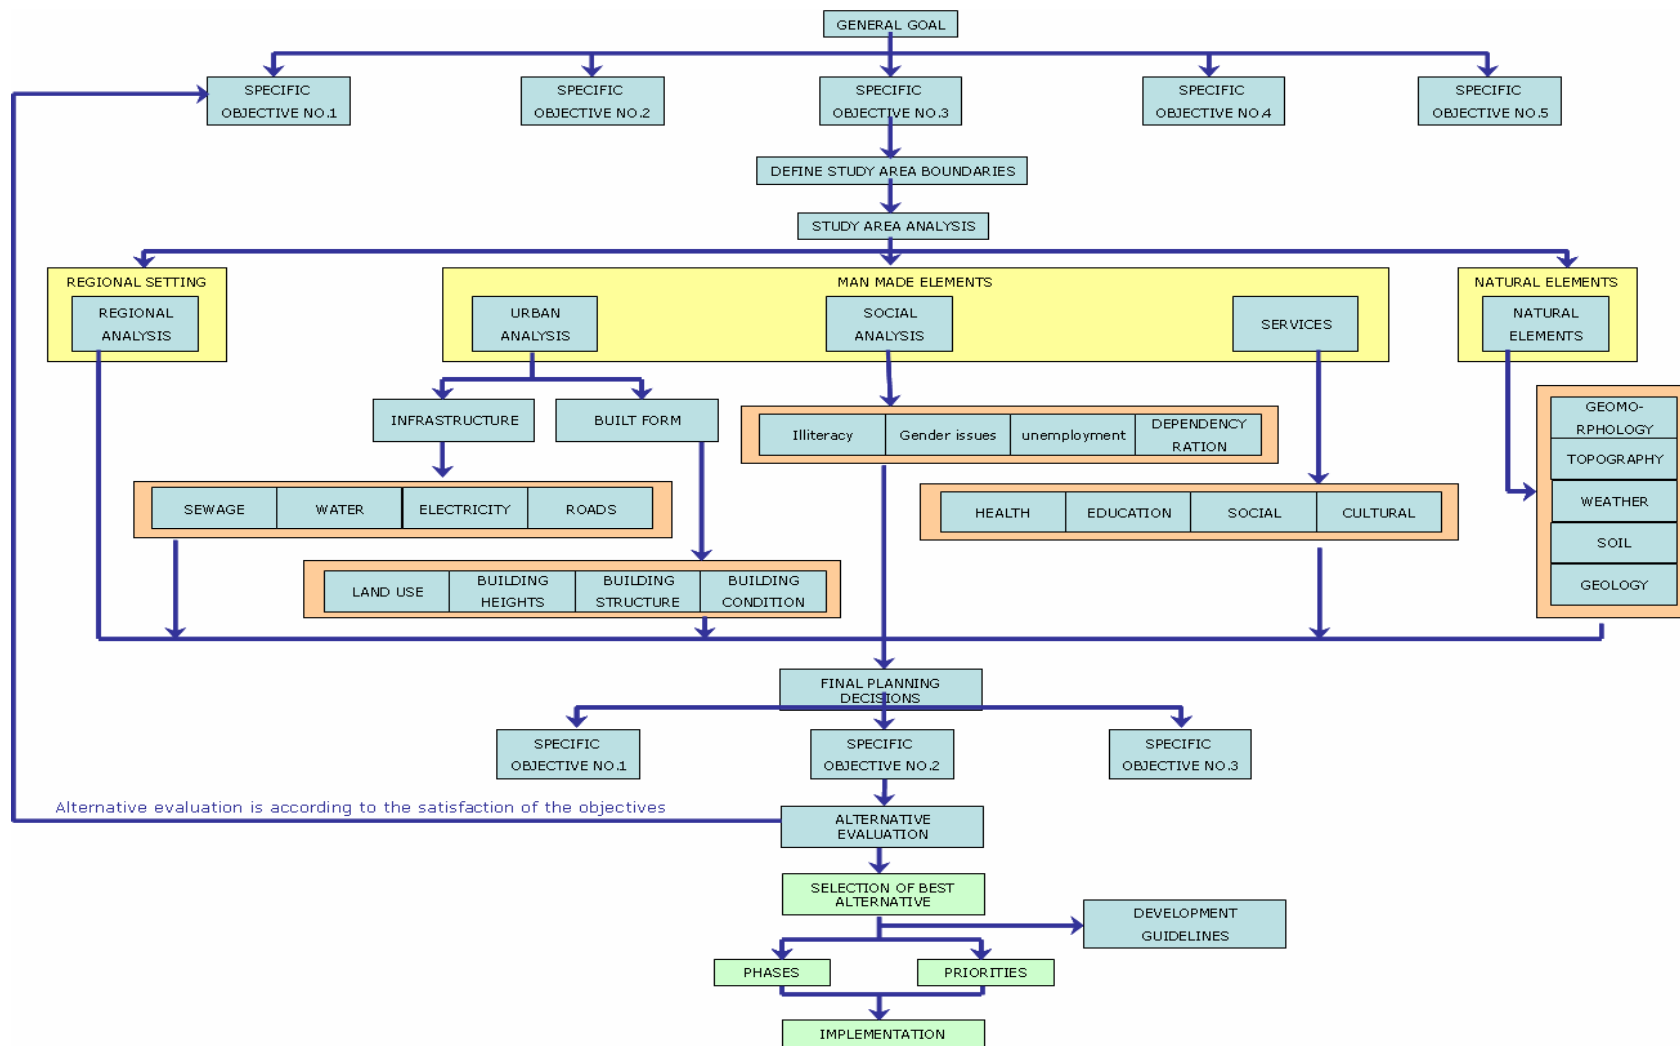 GENERAL GOAL
SPECIFIC
OBJECTIVE NO.1
SPECIFIC
OBJECTIVE NO.2
SPECIFIC
OBJECTIVE NO.3
SPECIFIC
OBJECTIVE NO.4
SPECIFIC
OBJECTIVE NO.5
DEFINE STUDY AREA BOUNDARIES
STUDY AREA ANALYSIS
REGIONAL SETTING
REGIONAL
ANALYSIS
MAN MADE ELEMENTS
URBAN
ANALYSIS
SOCIAL
ANALYSIS
SERVICES
NATURAL ELEMENTS
NATURAL
ELEMENTS
INFRASTRUCTURE
BUILT FORM
Illiteracy
Gender issues
unemployment
DEPENDENCY
RATION
GEOMO-
RPHOLOGY
TOPOGRAPHY
WEATHER
SOIL
GEOLOGY
SEWAGE
WATER
ELECTRICITY
ROADS
HEALTH
EDUCATION
SOCIAL
CULTURAL
LAND USE
BUILDING
HEIGHTS
BUILDING
STRUCTURE
BUILDING
CONDITION
FINAL PLANNING
DECISIONS
SPECIFIC
OBJECTIVE NO.1
SPECIFIC
OBJECTIVE NO.2
SPECIFIC
OBJECTIVE NO.3
Alternative evaluation is according to the satisfaction of the objectives
ALTERNATIVE
EVALUATION
SELECTION OF BEST
ALTERNATIVE
DEVELOPMENT
GUIDELINES
PHASES
PRIORITIES
IMPLEMENTATION